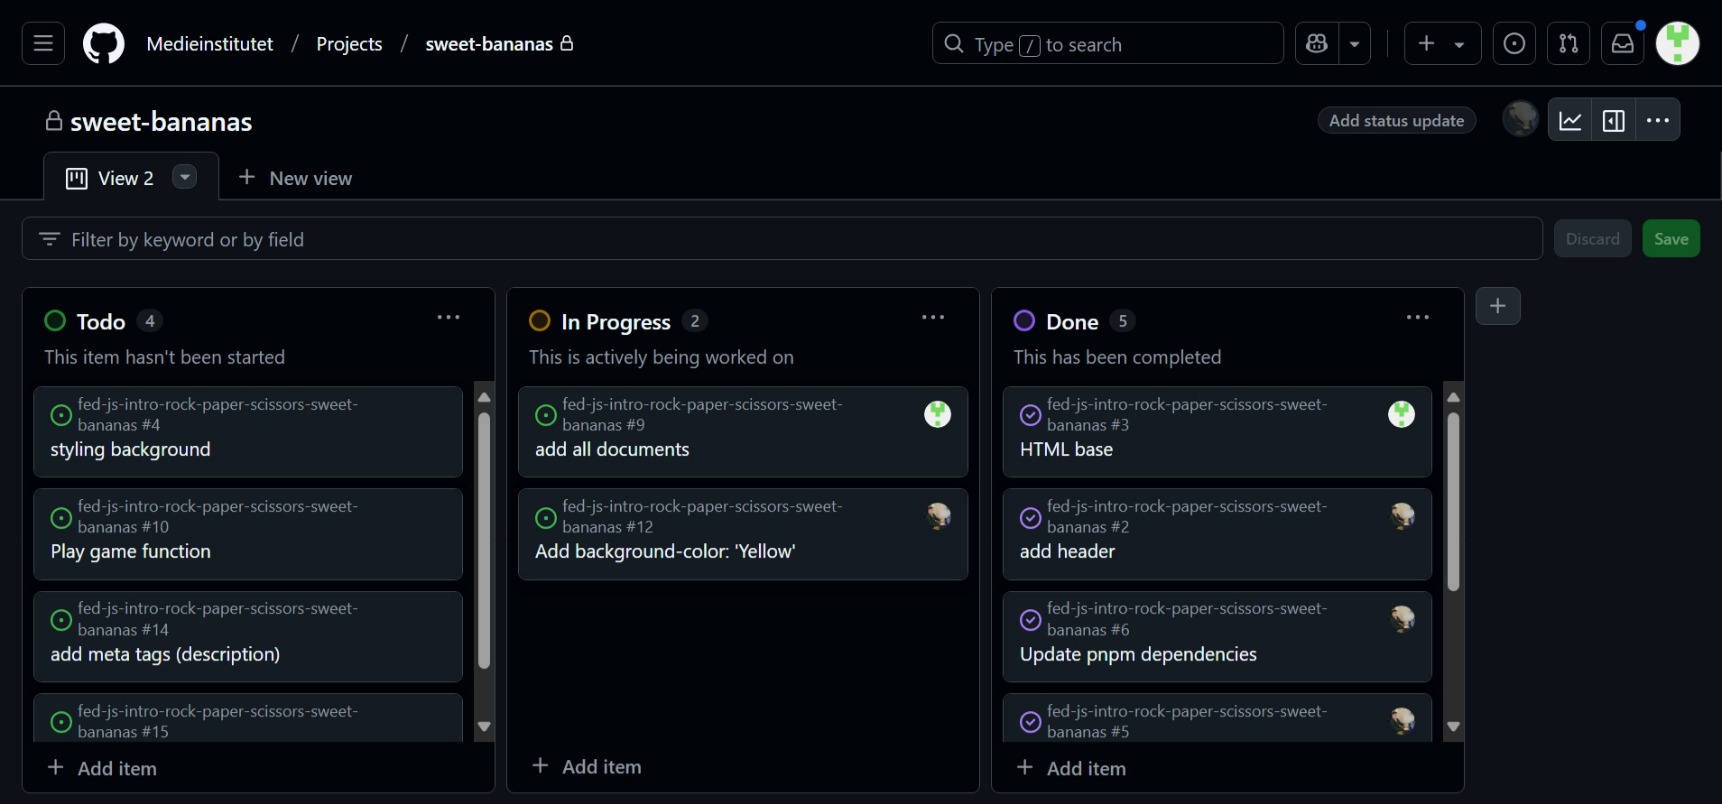 Medieinstitutet / Projects / sweet-bananas
Type / to search
sweet-bananas
Add status update
View 2
New view
Filter by keyword or by field
Discard
Save
Todo 4
This item hasn't been started
fed-js-intro-rock-paper-scissors-sweet-
bananas #4
styling background
fed-js-intro-rock-paper-scissors-sweet-
bananas #10
Play game function
fed-js-intro-rock-paper-scissors-sweet-
bananas #14
add meta tags (description)
fed-js-intro-rock-paper-scissors-sweet-
bananas #15
+ Add item
In Progress 2
This is actively being worked on
fed-js-intro-rock-paper-scissors-sweet-
bananas #9
add all documents
fed-js-intro-rock-paper-scissors-sweet-
bananas #12
Add background-color: 'Yellow'
+ Add item
Done 5
This has been completed
fed-js-intro-rock-paper-scissors-sweet-
bananas #3
HTML base
fed-js-intro-rock-paper-scissors-sweet-
bananas #2
add header
fed-js-intro-rock-paper-scissors-sweet-
bananas #6
Update pnpm dependencies
fed-js-intro-rock-paper-scissors-sweet-
bananas #5
+ Add item